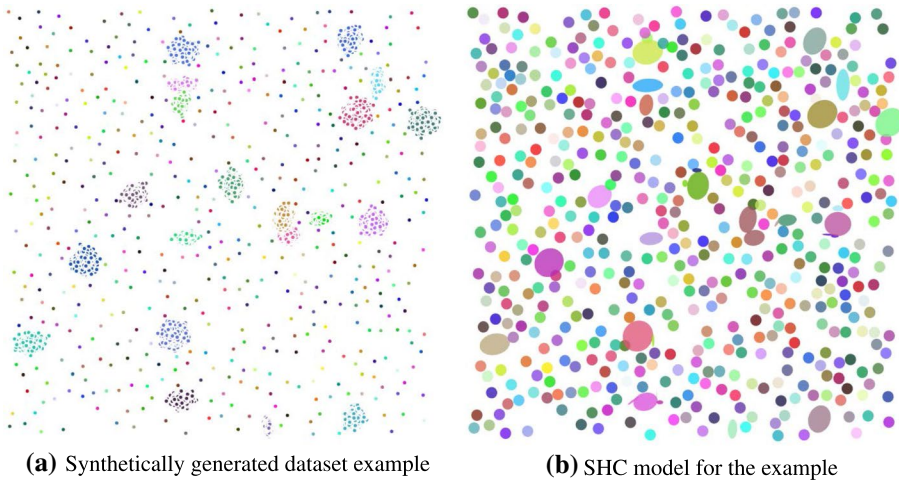 (a) Synthetically generated dataset example
(b) SHC model for the example